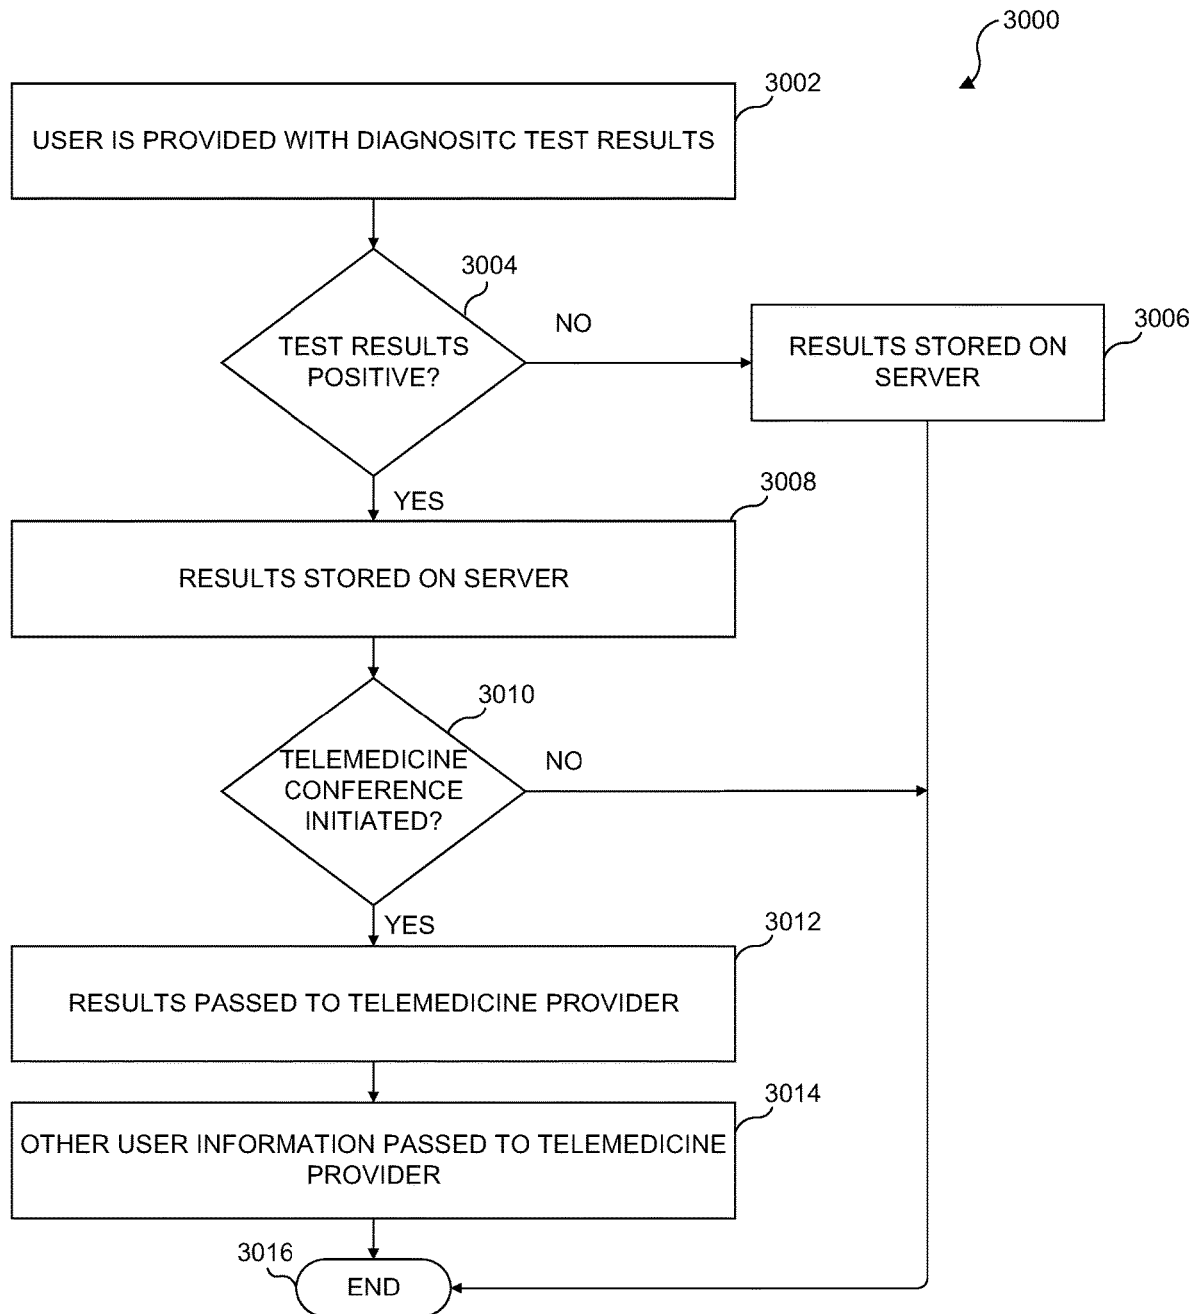 3000
3002
USER IS PROVIDED WITH DIAGNOSITC TEST RESULTS
3004
NO
TEST RESULTS
POSITIVE?
3006
RESULTS STORED ON
SERVER
YES
3008
RESULTS STORED ON SERVER
3010
NO
TELEMEDICINE
CONFERENCE
INITIATED?
YES
3012
RESULTS PASSED TO TELEMEDICINE PROVIDER
3014
OTHER USER INFORMATION PASSED TO TELEMEDICINE
PROVIDER
3016
END